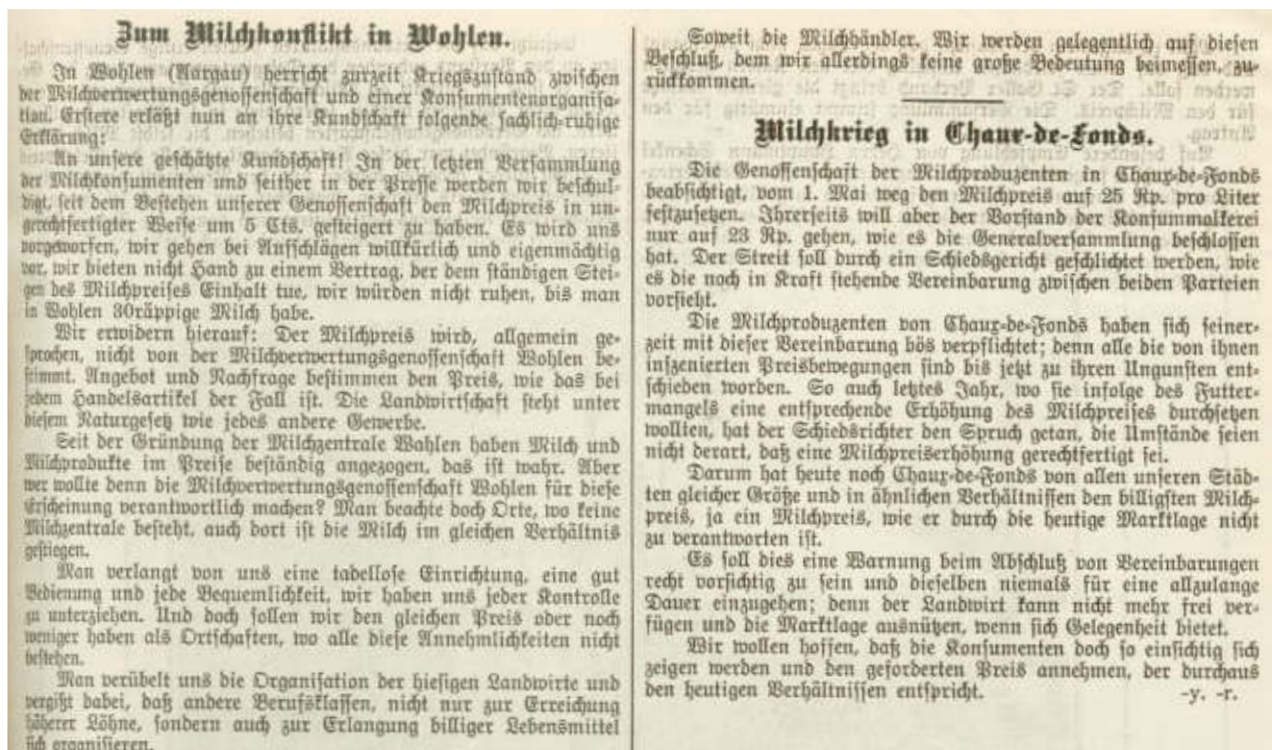 Zum Milchkonflikt in Wohlen.
In Wohlen (Aargau) herrscht zurzeit Kriegszustand zwischen
der Milchverwertungsgenossenschaft und einer Konsumentenorganisa-
tion. Erstere erläßt nun an ihre Kundschaft folgende sachlich-ruhige
Erklärung:
An unsere geschätzte Kundschaft! In der letzten Versammlung
der Milchkonsumenten und seither in der Presse werden wir beschul-
digt, seit dem Bestehen unserer Genossenschaft den Milchpreis in un-
gerechtfertigter Weise um 5 Cts. gesteigert zu haben. Es wird uns
vorgeworfen, wir gehen bei Aufschlägen willkürlich und eigenmächtig
vor, wir bieten nicht Hand zu einem Vertrag, der dem ständigen Stei-
gen des Milchpreises Einhalt tue, wir würden nicht ruhen, bis man
in Wohlen 30räppige Milch habe.
Wir erwidern hierauf: Der Milchpreis wird, allgemein ge-
sprochen, nicht von der Milchverwertungsgenossenschaft Wohlen be-
stimmt. Angebot und Nachfrage bestimmen den Preis, wie das bei
jedem Handelsartikel der Fall ist. Die Landwirtschaft steht unter
diesem Naturgesetz wie jedes andere Gewerbe.
Seit der Gründung der Milchzentrale Wohlen haben Milch und
Milchprodukte im Preise beständig angezogen, das ist wahr. Aber
wer wollte denn die Milchverwertungsgenossenschaft Wohlen für diese
Erscheinung verantwortlich machen? Man beachte doch Orte, wo keine
Milchzentrale besteht, auch dort ist die Milch im gleichen Verhältnis
gestiegen.
Man verlangt von uns eine tadellose Einrichtung, eine gut
Bedienung und jede Bequemlichkeit, wir haben uns jeder Kontrolle
zu unterziehen. Und doch sollen wir den gleichen Preis oder noch
weniger haben als Ortschaften, wo alle diese Annehmlichkeiten nicht
bestehen.
Man verübelt uns die Organisation der hiesigen Landwirte und
vergißt dabei, daß andere Berufsklassen, nicht nur zur Erreichung
höherer Löhne, sondern auch zur Erlangung billiger Lebensmittel
sich organisieren.
Soweit die Milchhändler. Wir werden gelegentlich auf diesen
Beschluß, dem wir allerdings keine große Bedeutung beimessen, zu-
rückkommen.
Milchkrieg in Chaux-de-Fonds.
Die Genossenschaft der Milchproduzenten in Chaux-de-Fonds
beabsichtigt, vom 1. Mai weg den Milchpreis auf 25 Rp. pro Liter
festzusetzen. Ihrerseits will aber der Vorstand der Konsummolkerei
nur auf 23 Rp. gehen, wie es die Generalversammlung beschlossen
hat. Der Streit soll durch ein Schiedsgericht geschlichtet werden, wie
es die noch in Kraft stehende Vereinbarung zwischen beiden Parteien
vorsieht.
Die Milchproduzenten von Chaux-de-Fonds haben sich seiner-
zeit mit dieser Vereinbarung bös verpflichtet; denn alle die von ihnen
inszenierten Preisbewegungen sind bis jetzt zu ihren Ungunsten ent-
schieden worden. So auch letztes Jahr, wo sie infolge des Futter-
mangels eine entsprechende Erhöhung des Milchpreises durchsetzen
wollten, hat der Schiedsrichter den Spruch getan, die Umstände seien
nicht derart, daß eine Milchpreiserhöhung gerechtfertigt sei.
Darum hat heute noch Chaux-de-Fonds von allen unseren Städ-
ten gleicher Größe und in ähnlichen Verhältnissen den billigsten Milch-
preis, ja ein Milchpreis, wie er durch die heutige Marktlage nicht
zu verantworten ist.
Es soll dies eine Warnung beim Abschluß von Vereinbarungen
recht vorsichtig zu sein und dieselben niemals für eine allzulange
Dauer einzugehen; denn der Landwirt kann nicht mehr frei ver-
fügen und die Marktlage ausnützen, wenn sich Gelegenheit bietet.
Wir wollen hoffen, daß die Konsumenten doch so einsichtig sich
zeigen werden und den geforderten Preis annehmen, der durchaus
den heutigen Verhältnissen entspricht. -y. -r.